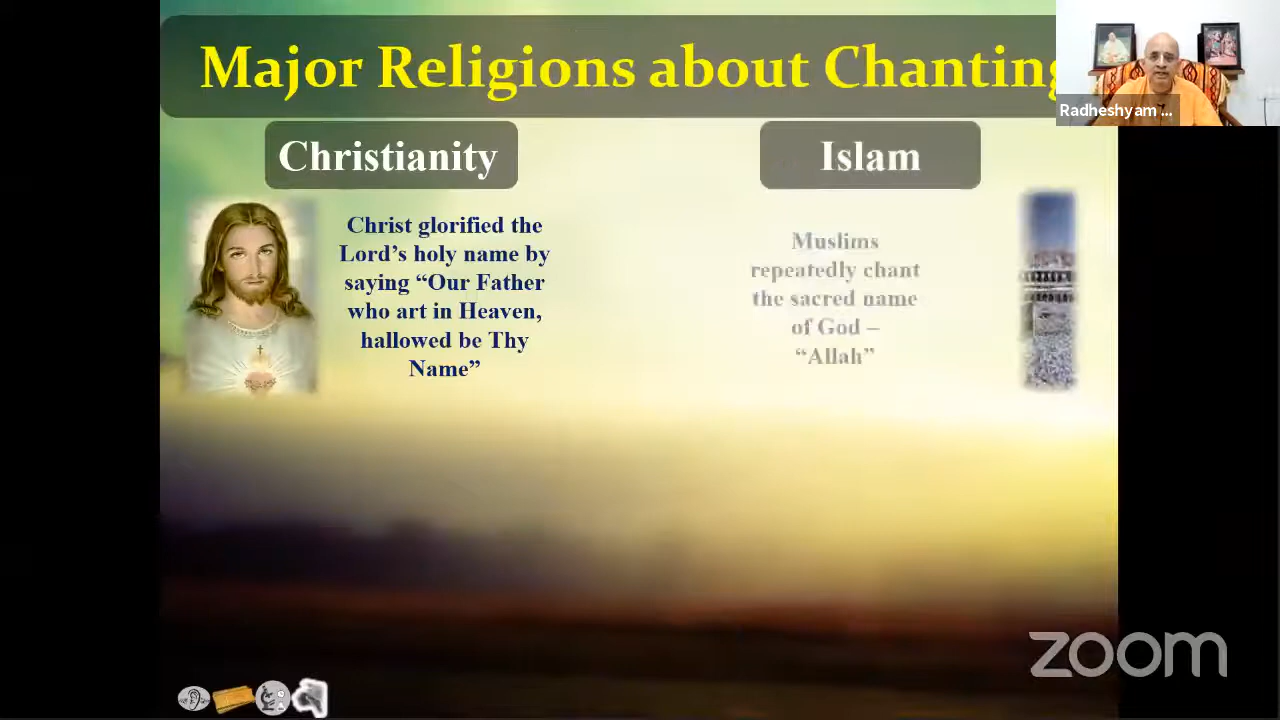 Major Religions about Chanting
Radheshyam ...
Christianity
Islam
Christ glorified the
Lord's holy name by
saying “Our Father
who art in Heaven,
hallowed be Thy
Name”
Muslims
repeatedly chant
the sacred name
of God –
“Allah”
zoom